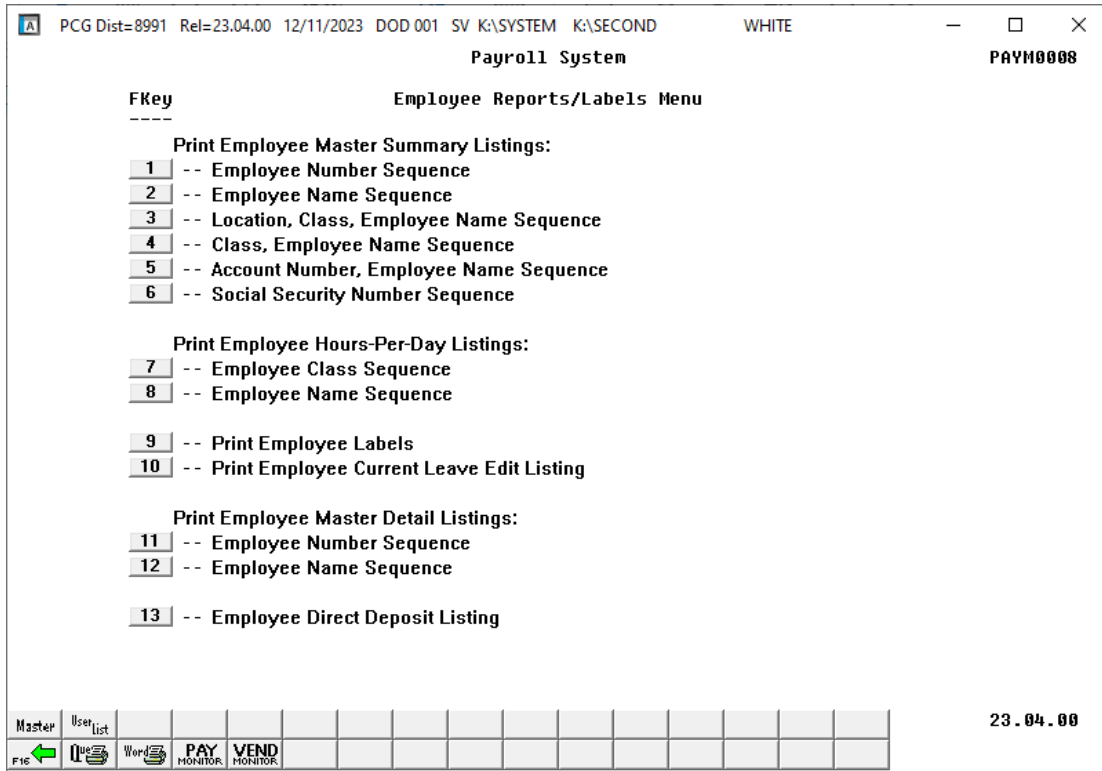 A PCG Dist=8991 Rel=23.04.00 12/11/2023 DOD 001 SV K:\SYSTEM K:\SECOND WHITE
Payroll System PAYM0008
FKey Employee Reports/Labels Menu
----
Print Employee Master Summary Listings:
1 -- Employee Number Sequence
2 -- Employee Name Sequence
3 -- Location, Class, Employee Name Sequence
4 -- Class, Employee Name Sequence
5 -- Account Number, Employee Name Sequence
6 -- Social Security Number Sequence
Print Employee Hours-Per-Day Listings:
7 -- Employee Class Sequence
8 -- Employee Name Sequence
9 -- Print Employee Labels
10 -- Print Employee Current Leave Edit Listing
Print Employee Master Detail Listings:
11 -- Employee Number Sequence
12 -- Employee Name Sequence
13 -- Employee Direct Deposit Listing
Master User List 23.04.00
F16 Que Word PAY MONITOR VEND MONITOR